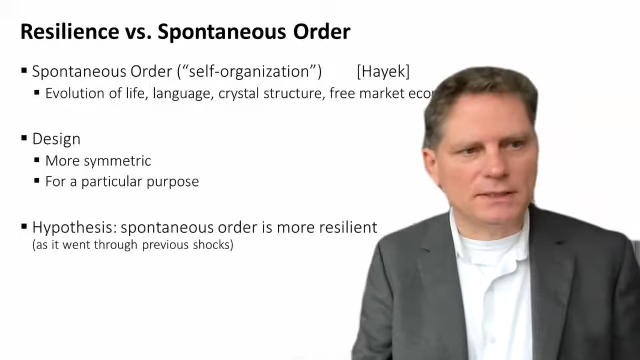 Resilience vs. Spontaneous Order
▪ Spontaneous Order (“self-organization”) [Hayek]
▪ Evolution of life, language, crystal structure, free market
▪ Design
▪ More symmetric
▪ For a particular purpose
▪ Hypothesis: spontaneous order is more resilient
(as it went through previous shocks)